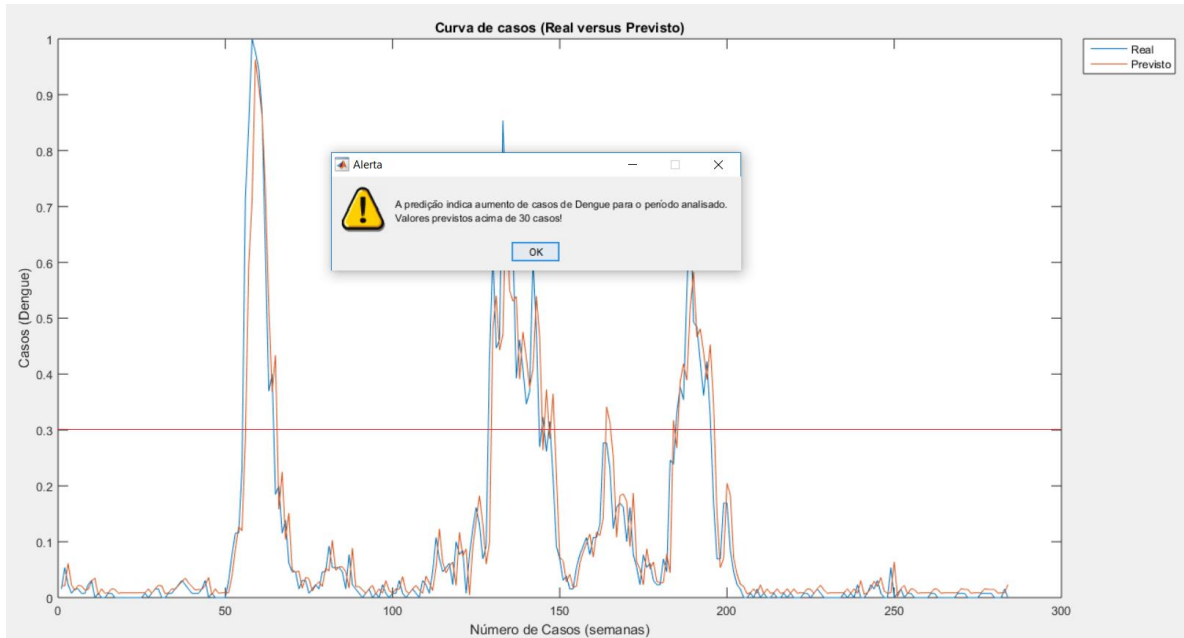 Curva de casos (Real versus Previsto)
Real
Previsto
1
0.9
0.8
0.7
0.6
0.5
0.4
0.3
0.2
0.1
0
Casos (Dengue)
Alerta
A predição indica aumento de casos de Dengue para o período analisado.
Valores previstos acima de 30 casos!
OK
0
50
100
150
200
250
300
Número de Casos (semanas)